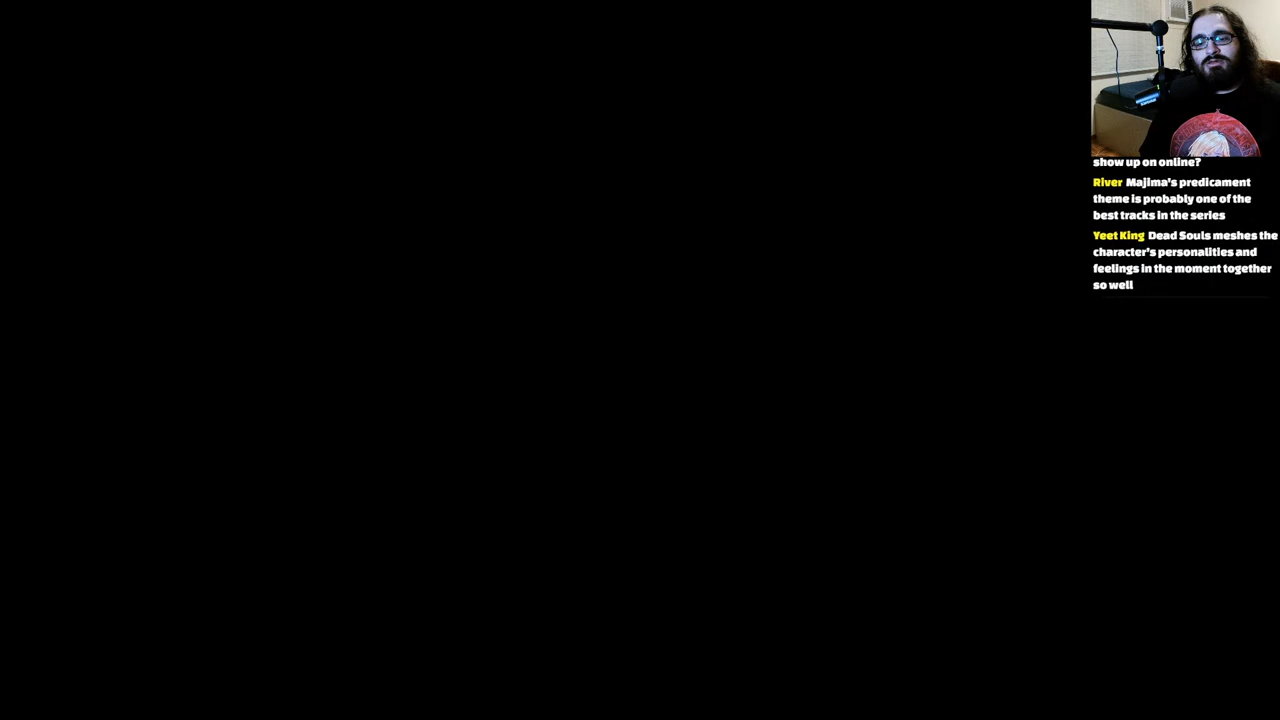 show up on online?
River Majima's predicament
theme is probably one of the
best tracks in the series
Yeet King Dead Souls meshes the
character's personalities and
feelings in the moment together
so well